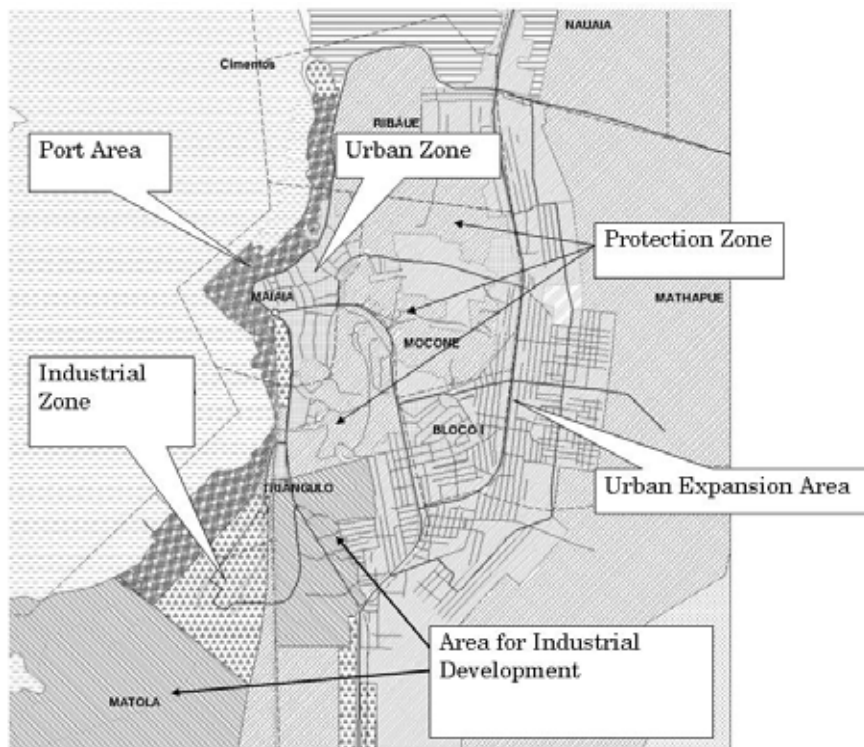 NAUAIA
Cimentos
RIBÁUE
Port Area
Urban Zone
Protection Zone
MAIAIA
MATHAPUE
MOCONE
Industrial
Zone
BLOCO I
TRIÂNGULO
Urban Expansion Area
Area for Industrial
Development
MATOLA